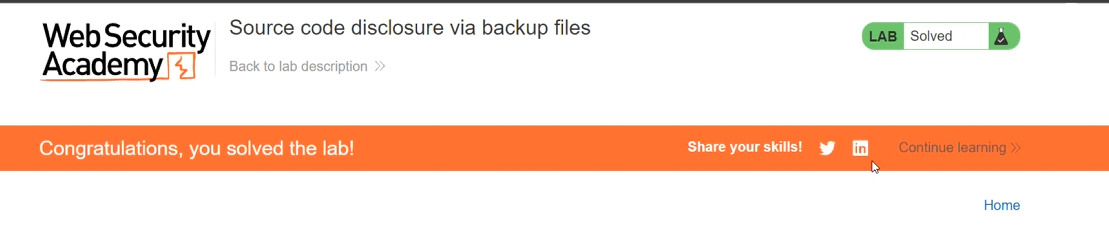 Web Security
Academy
Source code disclosure via backup files
Back to lab description
LAB Solved
Congratulations, you solved the lab!
Share your skills!
in
Continue learning
Home